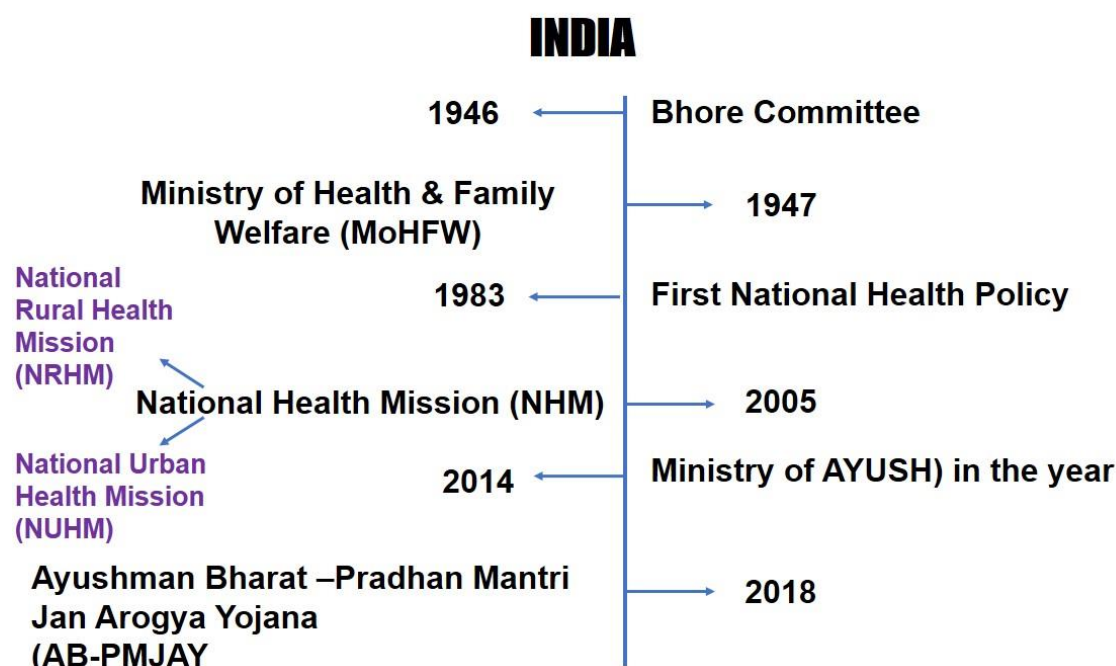 INDIA
1946
Bhore Committee
Ministry of Health & Family
Welfare (MoHFW)
1947
National
Rural Health
Mission
(NRHM)
1983
First National Health Policy
National Health Mission (NHM)
2005
National Urban
Health Mission
(NUHM)
2014
Ministry of AYUSH) in the year
Ayushman Bharat –Pradhan Mantri
Jan Arogya Yojana
(AB-PMJAY
2018